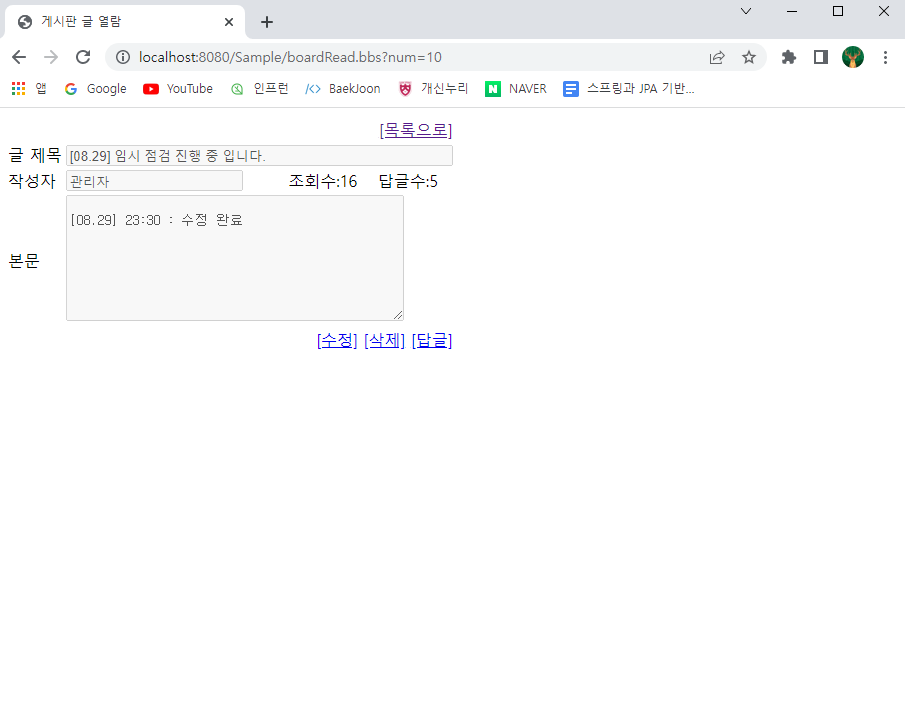 게시판 글 열람
localhost:8080/Sample/boardRead.bbs?num=10
앱 Google YouTube 인프런 BaekJoon 개신누리 NAVER 스프링과 JPA 기반...
[목록으로]
글 제목 [08.29] 임시 점검 진행 중 입니다.
작성자 관리자 조회수:16 답글수:5
본문
[08.29] 23:30 : 수정 완료
[수정] [삭제] [답글]